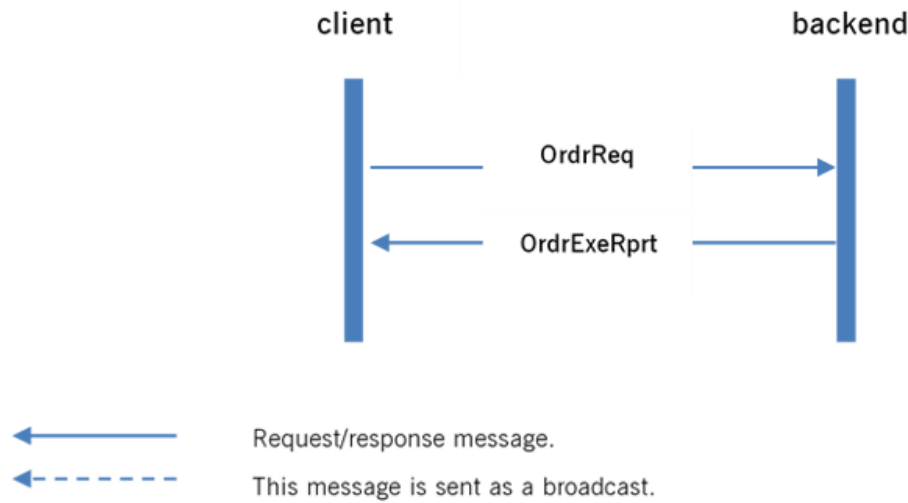 client
backend
OrdrReq
OrdrExeRprt
Request/response message.
This message is sent as a broadcast.